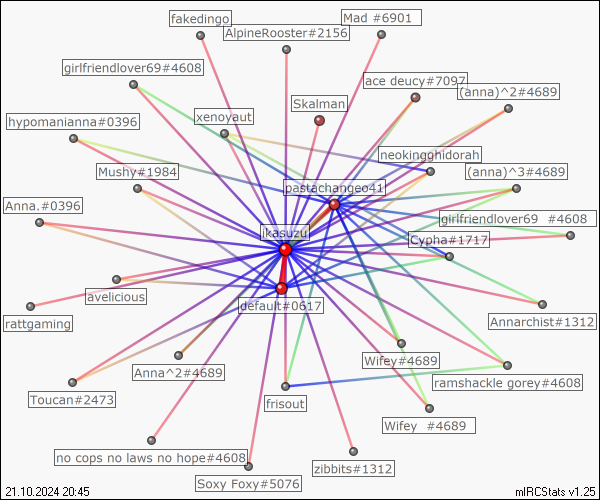 fakedingo
AlpineRooster#2156
Mad #6901
girlfriendlover69#4608
ace deucy#7097
(anna)^2#4689
Skalman
hypomanianna#0396
xenoyaut
neokingghidorah
Mushy#1984
(anna)^3#4689
pastachangeo41
Anna.#0396
girlfriendlover69 #4608
ikasuzu
Cypha#1717
avelicious
default#0617
rattgaming
Annarchist#1312
Wifey#4689
Anna^2#4689
ramshackle gorey#4608
Toucan#2473
frisout
Wifey #4689
no cops no laws no hope#4608
zibbits#1312
Soxy Foxy#5076
21.10.2024 20:45
mIRCStats v1.25